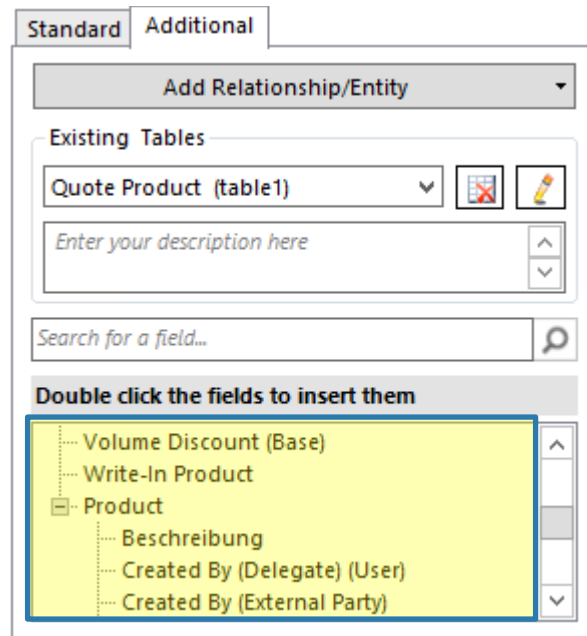 Standard
Additional
Add Relationship/Entity
Existing Tables
Quote Product (table1)
Enter your description here
Search for a field...
Double click the fields to insert them
Volume Discount (Base)
Write-In Product
Product
Beschreibung
Created By (Delegate) (User)
Created By (External Party)